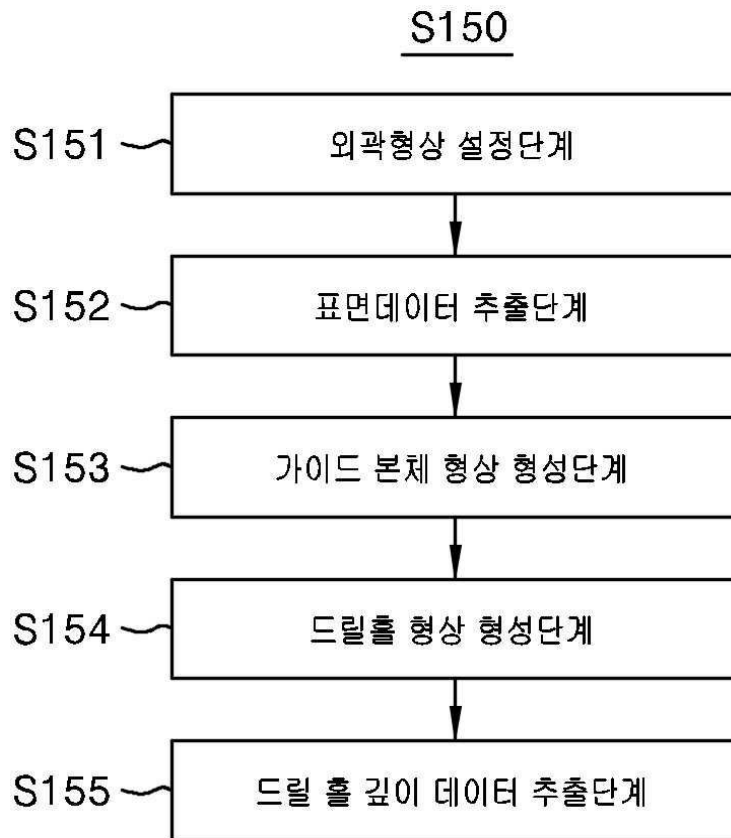 S150
S151 외곽형상 설정단계
S152 표면데이터 추출단계
S153 가이드 본체 형상 형성단계
S154 드릴홀 형상 형성단계
S155 드릴 홀 깊이 데이터 추출단계